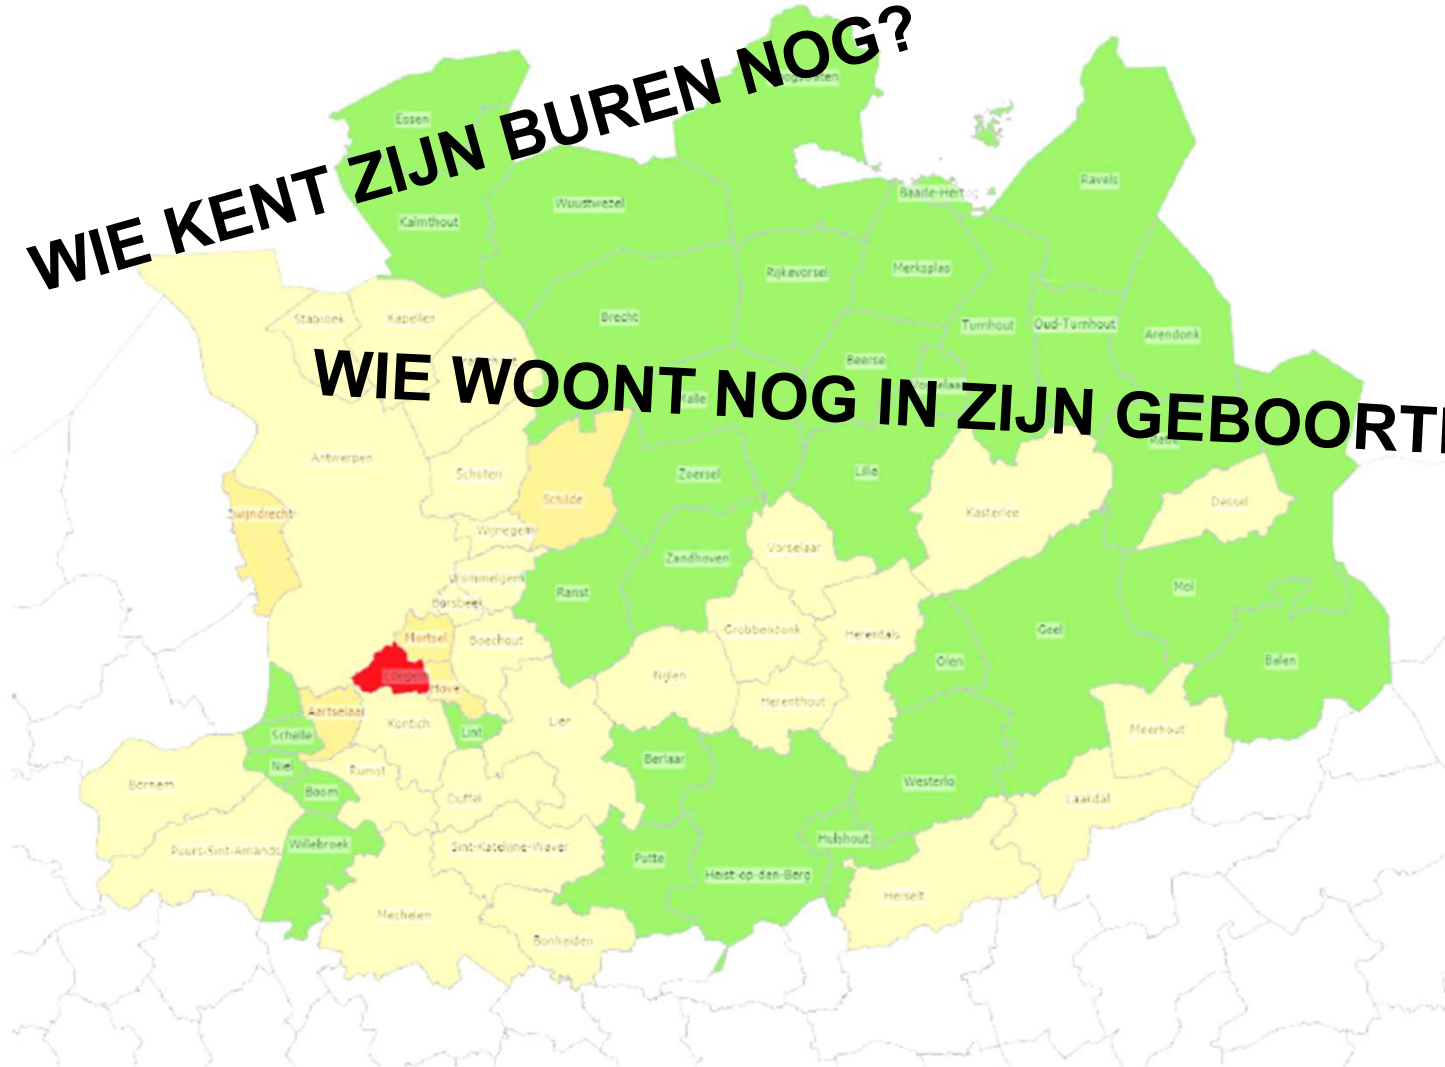 WIE KENT ZIJN BUREN NOG?
Essen
Wuustwezel
Kalmthout
Ravels
Baarle-Hertog
Rijkevorsel
Merksplas
Stabroek
Kapellen
Brecht
Turnhout
Oud-Turnhout
Arendonk
Beerse
WIE WOONT NOG IN ZIJN GEBOORT
Antwerpen
Schoten
Zoersel
Lille
Schilde
Dessel
Zwijndrecht
Kasterlee
Wijnegem
Vorselaar
Zandhoven
Wommelgem
Ranst
Mol
Borsbeek
Grobbendonk
Herentals
Geel
Mortsel
Boechout
Olen
Balen
Nijlen
Hove
Herenthout
Aartselaar
Kontich
Lier
Lint
Schelle
Meerhout
Berlaar
Niel
Rumst
Westerlo
Bornem
Boom
Duffel
Laakdal
Hulshout
Willebroek
Puurs-Sint-Amands
Sint-Katelijne-Waver
Putte
Heist-op-den-Berg
Herselt
Mechelen
Bonheiden